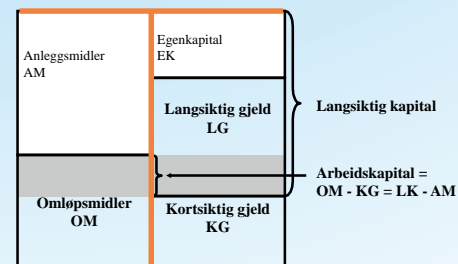 Anleggsmidler
AM
Egenkapital
EK
Langsiktig gjeld
LG
Langsiktig kapital
Arbeidskapital =
OM - KG = LK - AM
Omløpsmidler
OM
Kortsiktig gjeld
KG